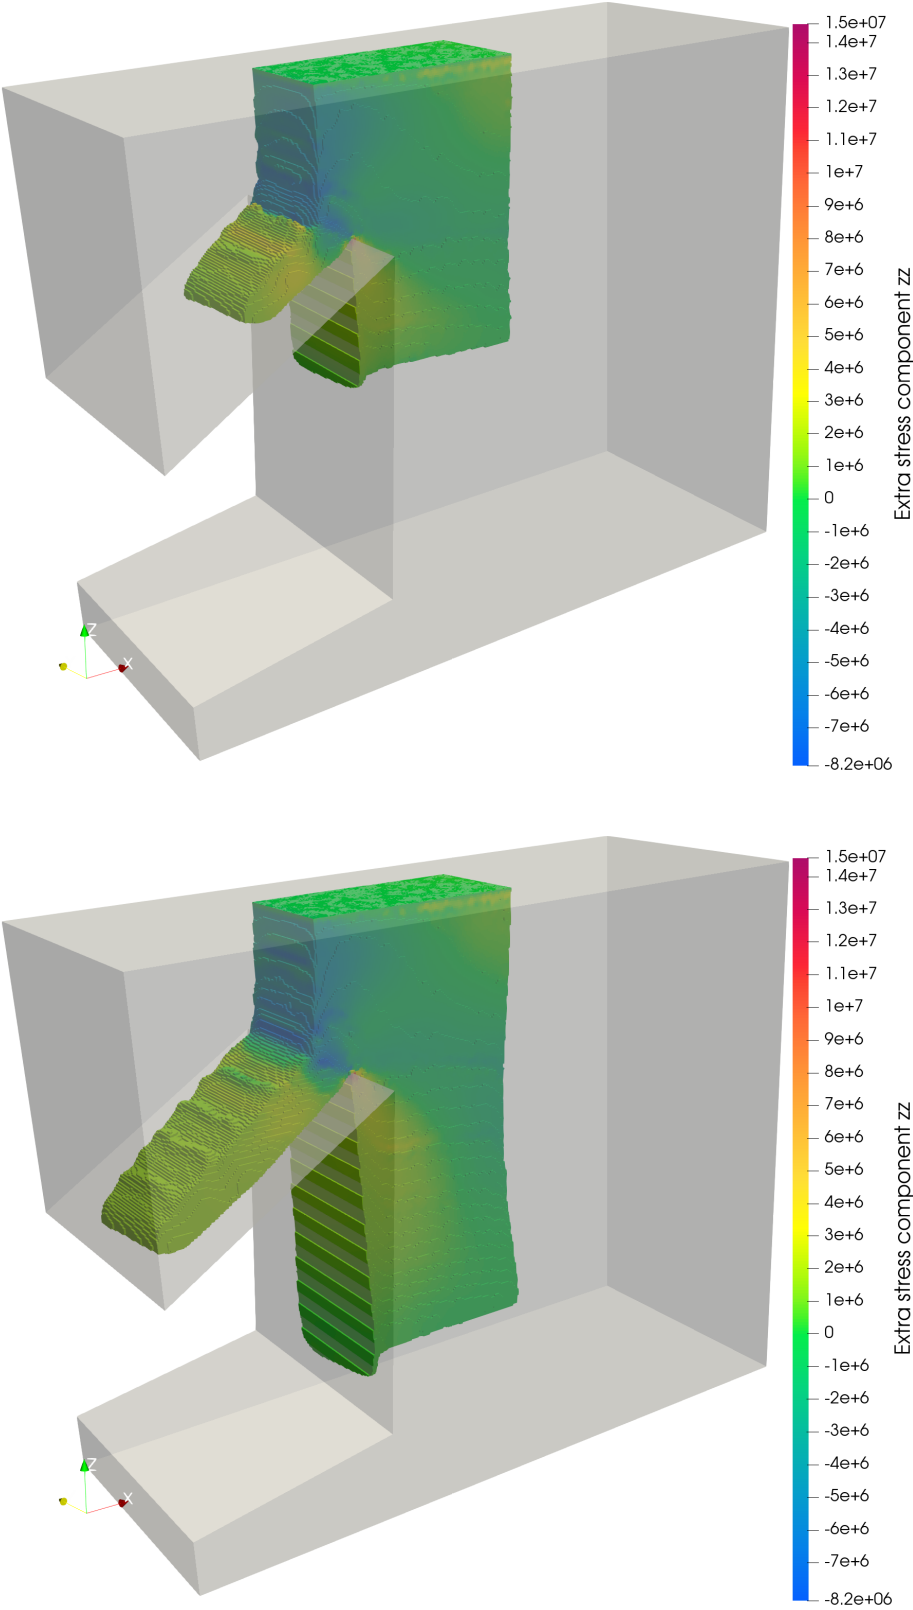 1.5e+07
1.4e+7
1.3e+7
1.2e+7
1.1e+7
1e+7
9e+6
8e+6
7e+6
6e+6
5e+6
4e+6
3e+6
2e+6
1e+6
0
-1e+6
-2e+6
-3e+6
-4e+6
-5e+6
-6e+6
-7e+6
-8.2e+06
Extra stress component zz
Z
X
1.5e+07
1.4e+7
1.3e+7
1.2e+7
1.1e+7
1e+7
9e+6
8e+6
7e+6
6e+6
5e+6
4e+6
3e+6
2e+6
1e+6
0
-1e+6
-2e+6
-3e+6
-4e+6
-5e+6
-6e+6
-7e+6
-8.2e+06
Extra stress component zz
Z
X